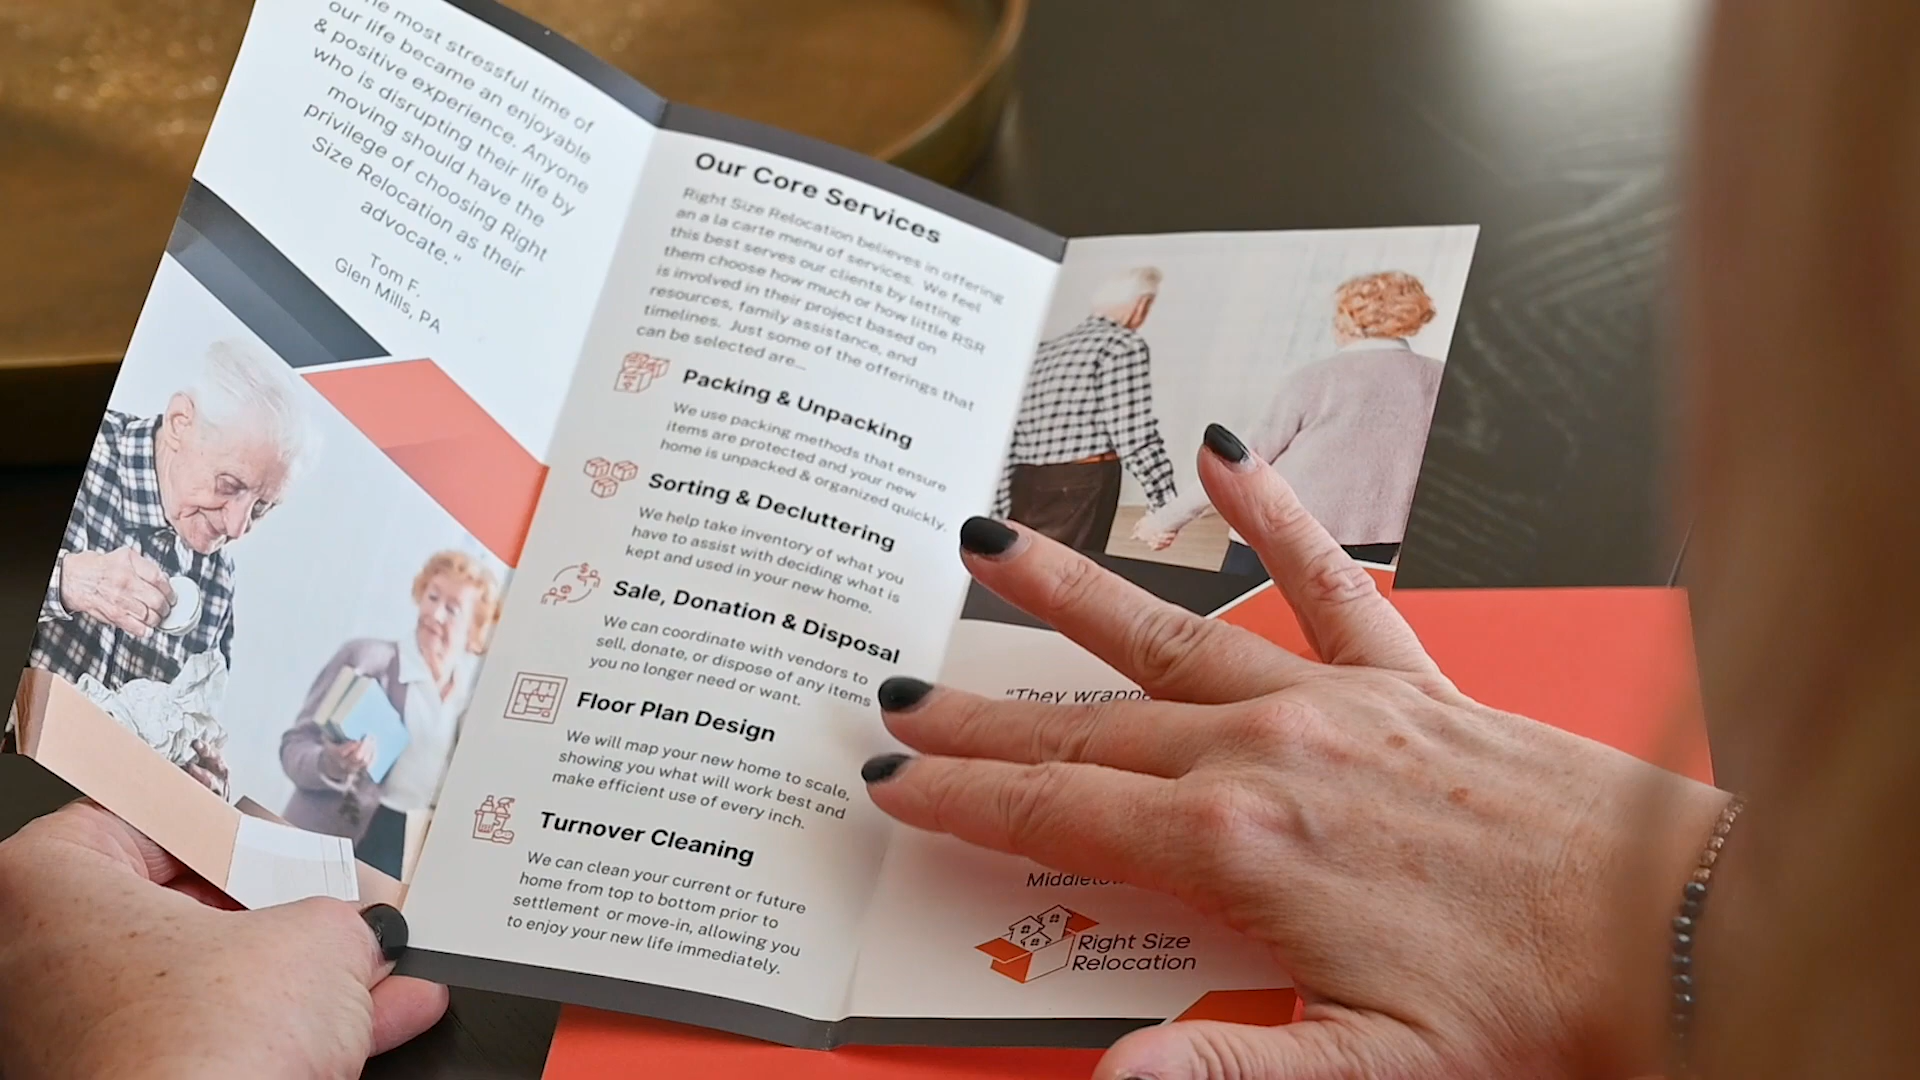 most stressful time of
our life became an enjoyable
& positive experience. Anyone
who is disrupting their life by
moving should have the
privilege of choosing Right
Size Relocation as their
advocate."
Tom F.
Glen Mills, PA
Our Core Services
Right Size Relocation believes in offering
an a la carte menu of services. We feel
this best serves our clients by letting
them choose how much or how little RSR
is involved in their project based on
resources, family assistance, and
timelines. Just some of the offerings that
can be selected are...
Packing & Unpacking
We use packing methods that ensure
items are protected and your new
home is unpacked & organized quickly.
Sorting & Decluttering
We help take inventory of what you
have to assist with deciding what is
kept and used in your new home.
Sale, Donation & Disposal
We can coordinate with vendors to
sell, donate, or dispose of any items
you no longer need or want.
Floor Plan Design
We will map your new home to scale,
showing you what will work best and
make efficient use of every inch.
Turnover Cleaning
We can clean your current or future
home from top to bottom prior to
settlement or move-in, allowing you
to enjoy your new life immediately.
"They
Right Size
Relocation